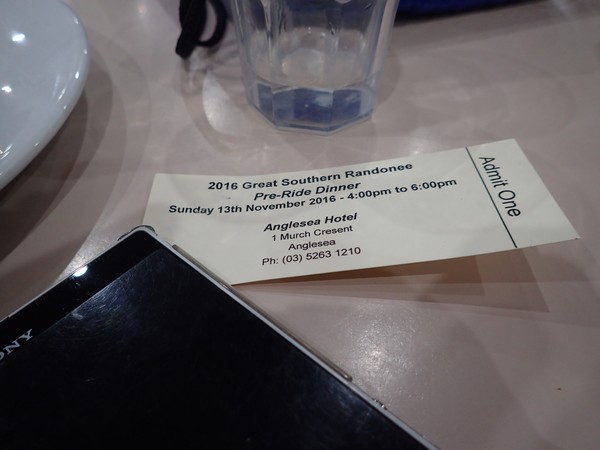 2016 Great Southern Randonee
Pre-Ride Dinner
Sunday 13th November 2016 - 4:00pm to 6:00pm
Anglesea Hotel
1 Murch Cresent
Anglesea
Ph: (03) 5263 1210
Admit One
SONY